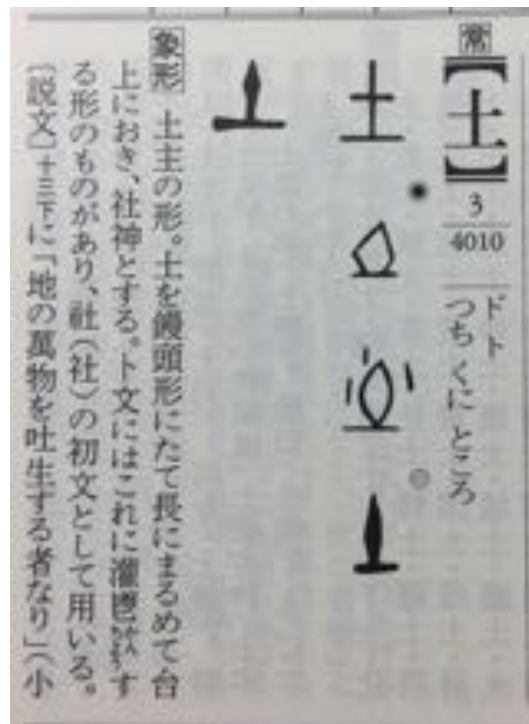 常【土】3 4010 ドト つち くに ところ
土
象形 土主の形。土を饅頭形にたて長にまるめて台
上におき、社神とする。卜文にはこれに灌鬯す
る形のものがあり、社(社)の初文として用いる。
〔説文〕十三下に「地の萬物を吐生する者なり」(小